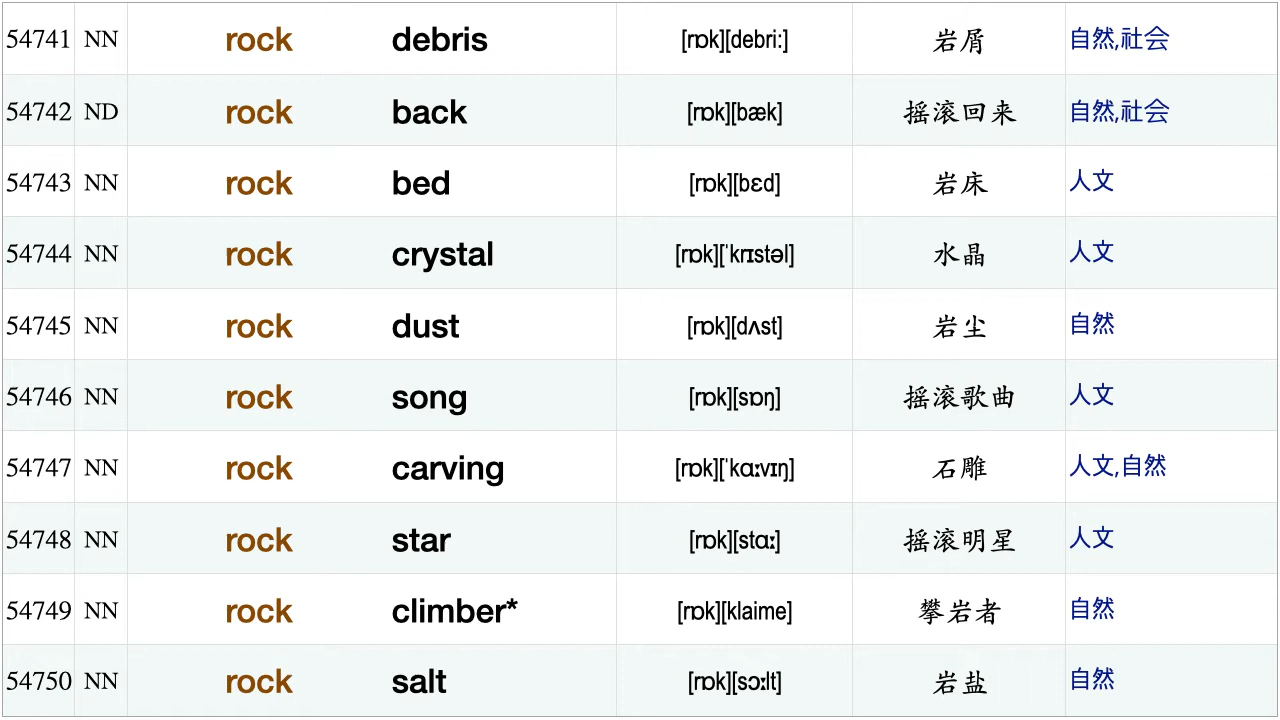 54741 NN rock debris [rɒk][debri:] 岩屑 自然,社会
54742 ND rock back [rɒk][bæk] 摇滚回来 自然,社会
54743 NN rock bed [rɒk][bɛd] 岩床 人文
54744 NN rock crystal [rɒk][ˈkrɪstəl] 水晶 人文
54745 NN rock dust [rɒk][dʌst] 岩尘 自然
54746 NN rock song [rɒk][sɒŋ] 摇滚歌曲 人文
54747 NN rock carving [rɒk][ˈkɑːvɪŋ] 石雕 人文,自然
54748 NN rock star [rɒk][stɑː] 摇滚明星 人文
54749 NN rock climber* [rɒk][klaime] 攀岩者 自然
54750 NN rock salt [rɒk][sɔːlt] 岩盐 自然